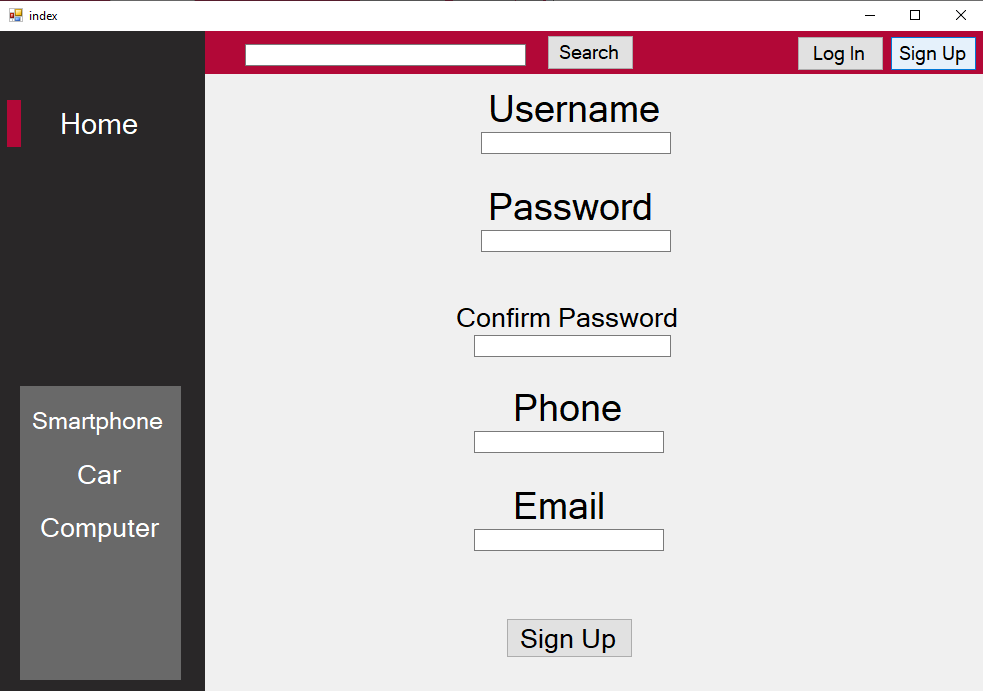 index
Search
Log In
Sign Up
Home
Username
Password
Confirm Password
Phone
Email
Sign Up
Smartphone
Car
Computer